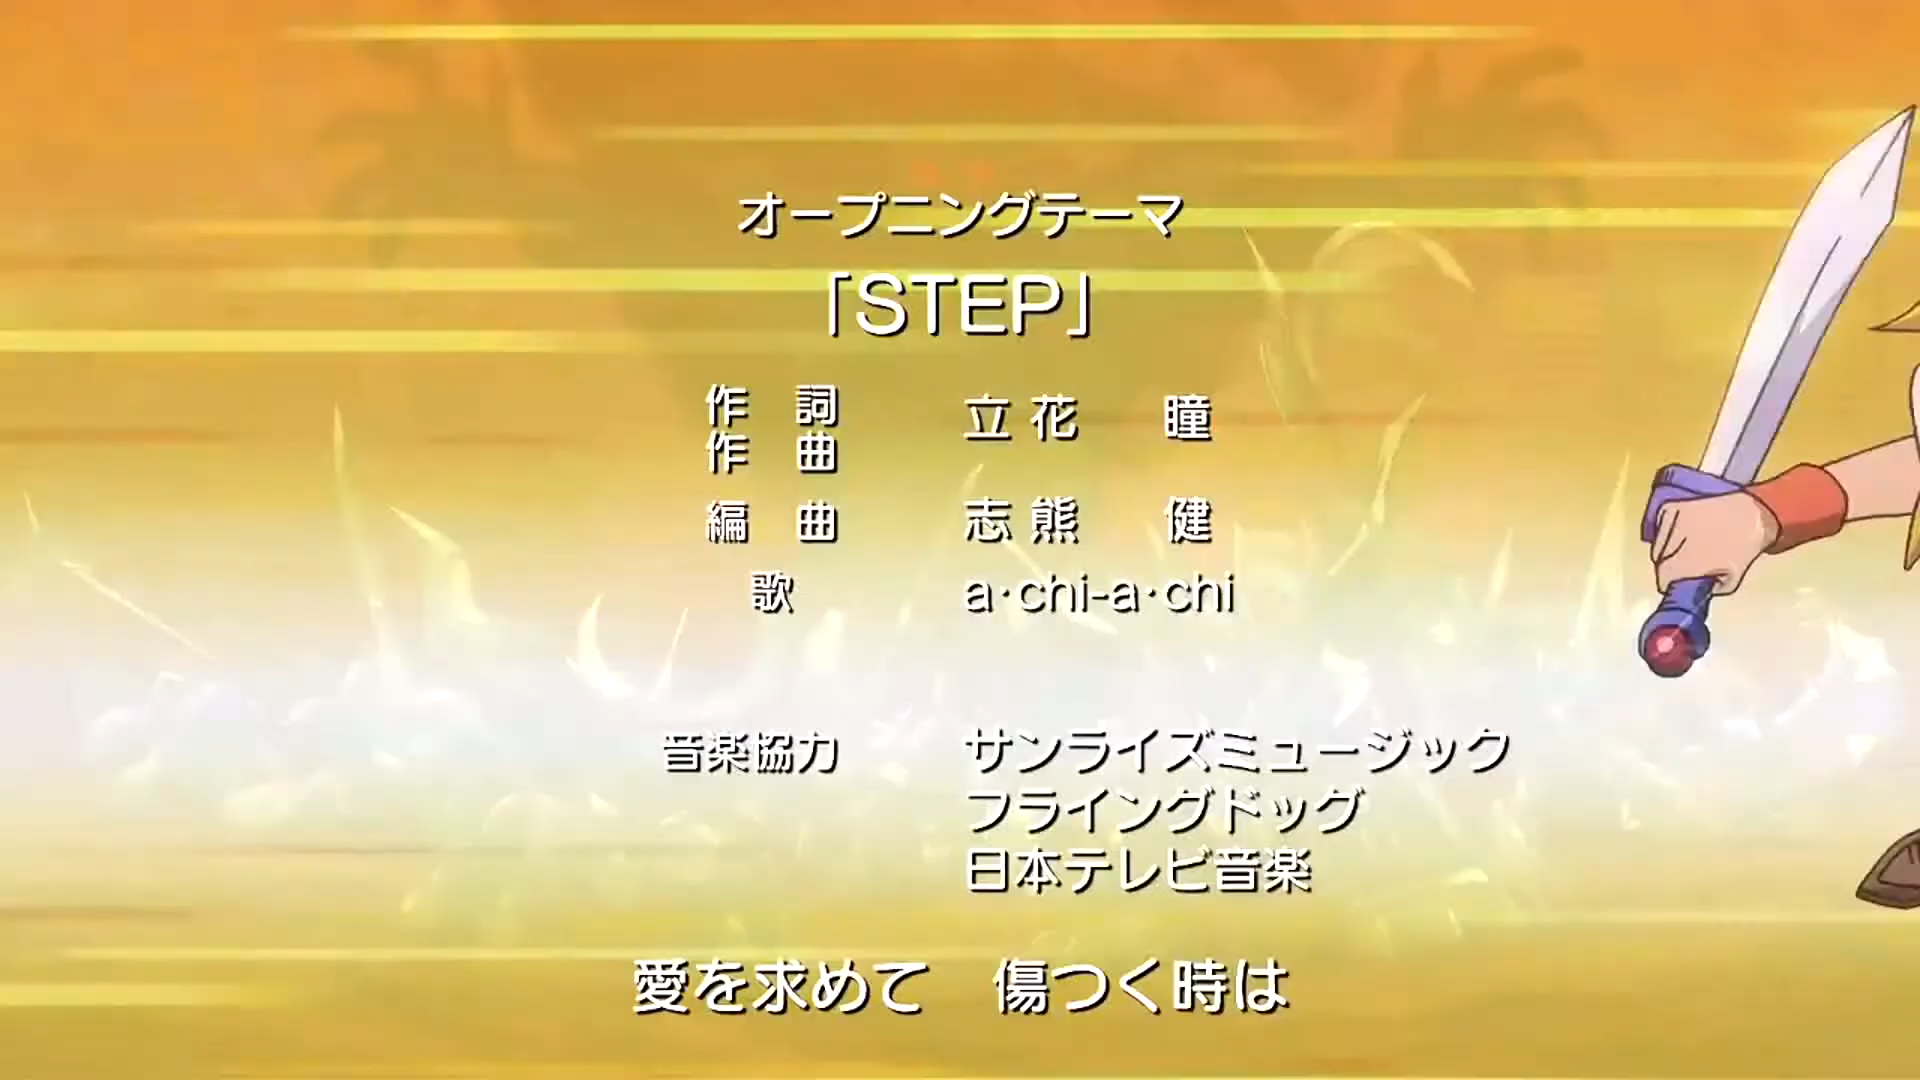 オープニングテーマ
「STEP」
作 詞
作 曲 立花 瞳
編 曲 志熊 健
歌 a・chi-a・chi
音楽協力 サンライズミュージック
フライングドッグ
日本テレビ音楽
愛を求めて 傷つく時は